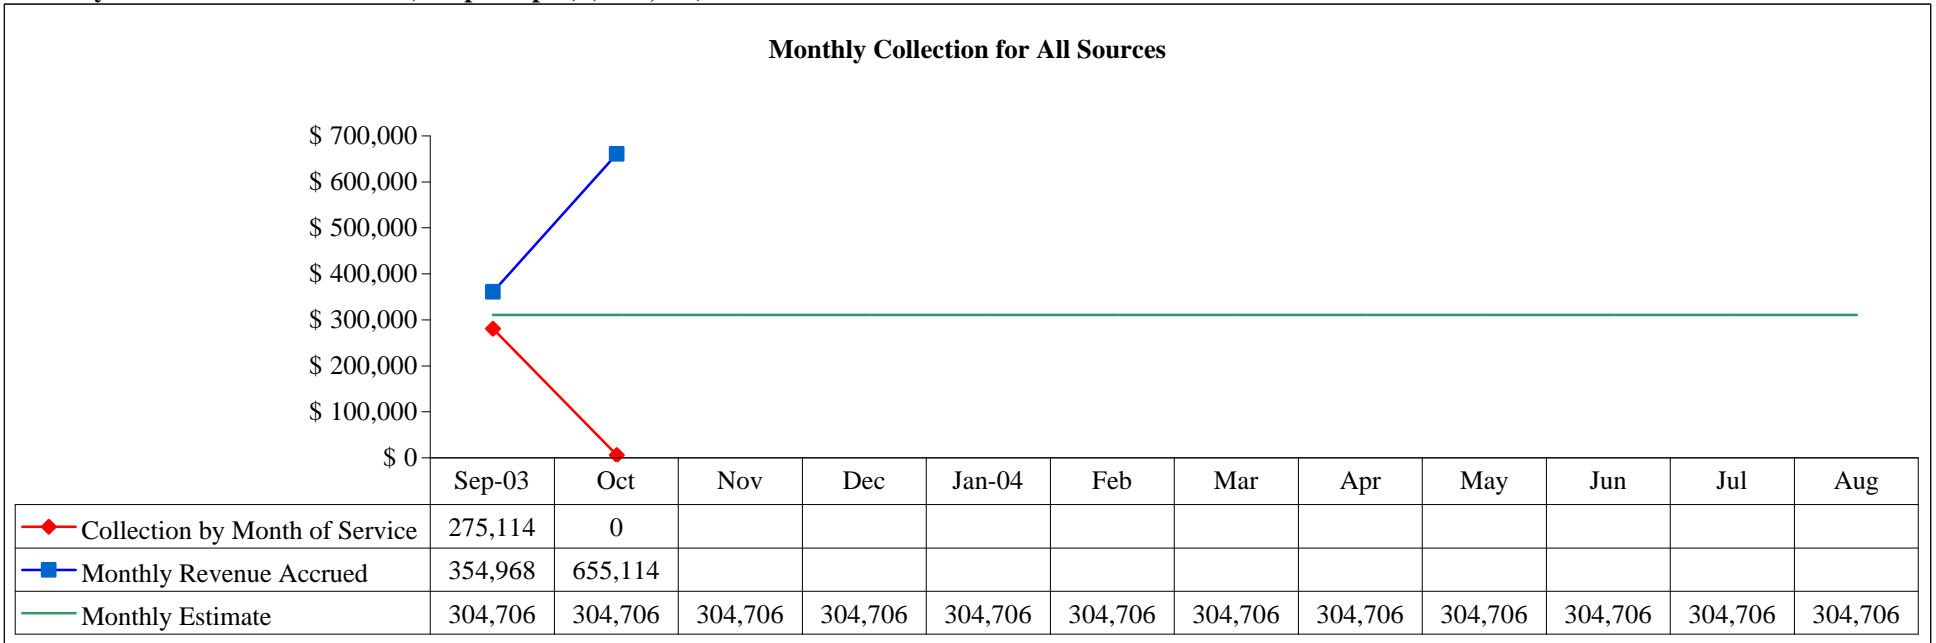 Monthly Collection for All Sources
$ 700,000
$ 600,000
$ 500,000
$ 400,000
$ 300,000
$ 200,000
$ 100,000
$ 0
Sep-03 Oct Nov Dec Jan-04 Feb Mar Apr May Jun Jul Aug
Collection by Month of Service 275,114 0
Monthly Revenue Accrued 354,968 655,114
Monthly Estimate 304,706 304,706 304,706 304,706 304,706 304,706 304,706 304,706 304,706 304,706 304,706 304,706